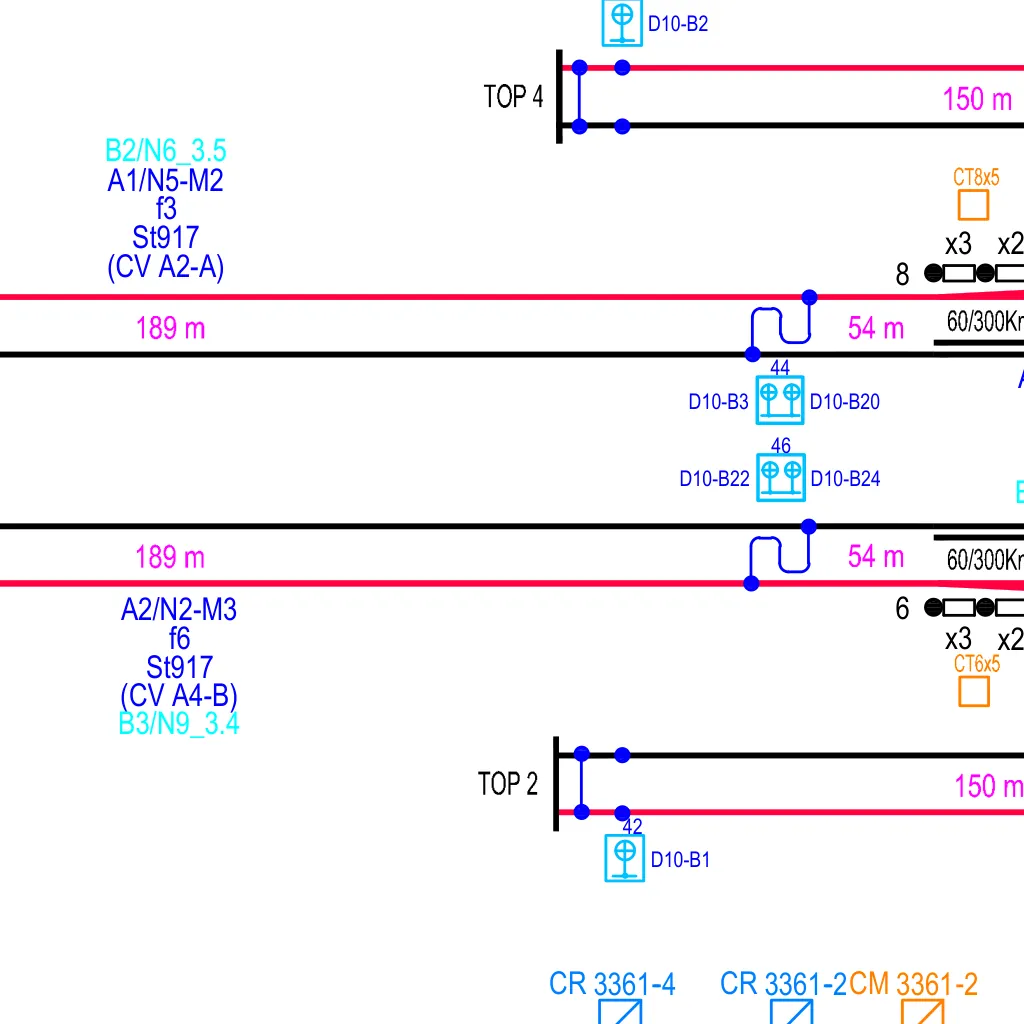 D10-B2
TOP 4
150 m
B2/N6_3.5
A1/N5-M2
f3
St917
(CV A2-A)
CT8x5
x3 x2
8
189 m
54 m
60/300Km
44
D10-B3
D10-B20
46
D10-B22
D10-B24
189 m
54 m
60/300Km
A2/N2-M3
f6
St917
(CV A4-B)
B3/N9_3.4
6
x3 x2
CT6x5
TOP 2
150 m
42
D10-B1
CR 3361-4
CR 3361-2
CM 3361-2